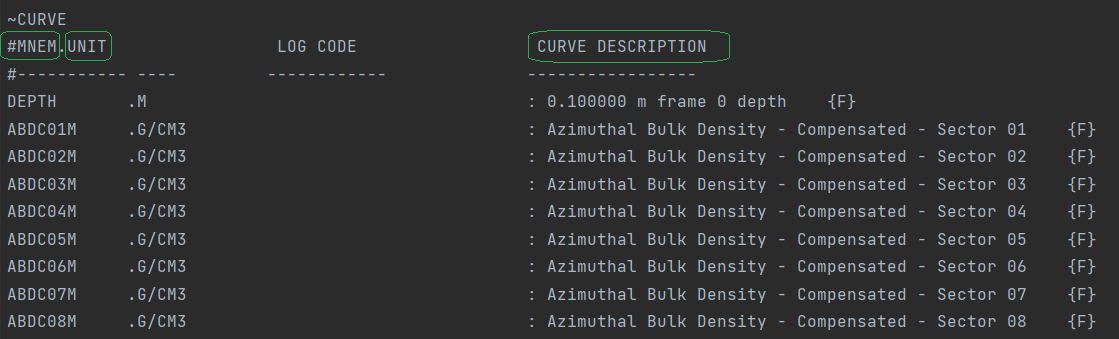 ~CURVE
#MNEM.UNIT                 LOG CODE                  CURVE DESCRIPTION
#----------- ----         ------------              -----------------
DEPTH       .M                                      : 0.100000 m frame 0 depth    {F}
ABDC01M     .G/CM3                                  : Azimuthal Bulk Density - Compensated - Sector 01    {F}
ABDC02M     .G/CM3                                  : Azimuthal Bulk Density - Compensated - Sector 02    {F}
ABDC03M     .G/CM3                                  : Azimuthal Bulk Density - Compensated - Sector 03    {F}
ABDC04M     .G/CM3                                  : Azimuthal Bulk Density - Compensated - Sector 04    {F}
ABDC05M     .G/CM3                                  : Azimuthal Bulk Density - Compensated - Sector 05    {F}
ABDC06M     .G/CM3                                  : Azimuthal Bulk Density - Compensated - Sector 06    {F}
ABDC07M     .G/CM3                                  : Azimuthal Bulk Density - Compensated - Sector 07    {F}
ABDC08M     .G/CM3                                  : Azimuthal Bulk Density - Compensated - Sector 08    {F}